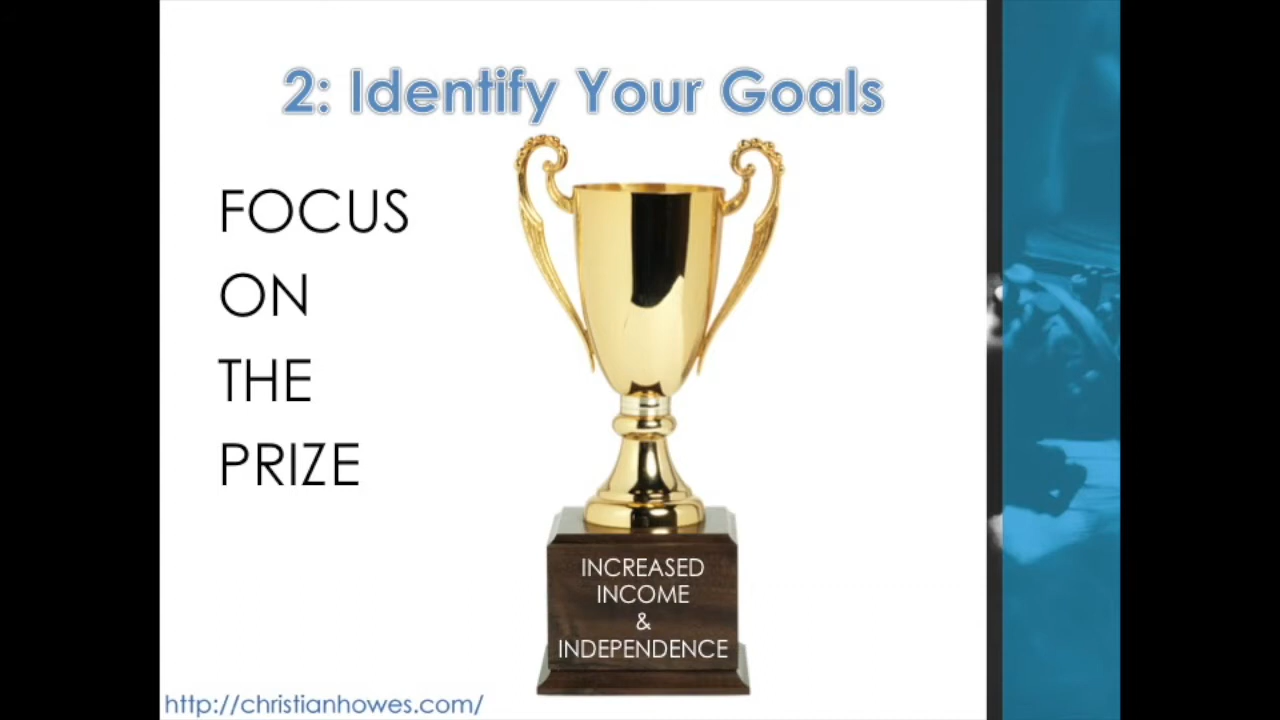 2: Identify Your Goals
FOCUS
ON
THE
PRIZE
INCREASED
INCOME
&
INDEPENDENCE
http://christianhowes.com/